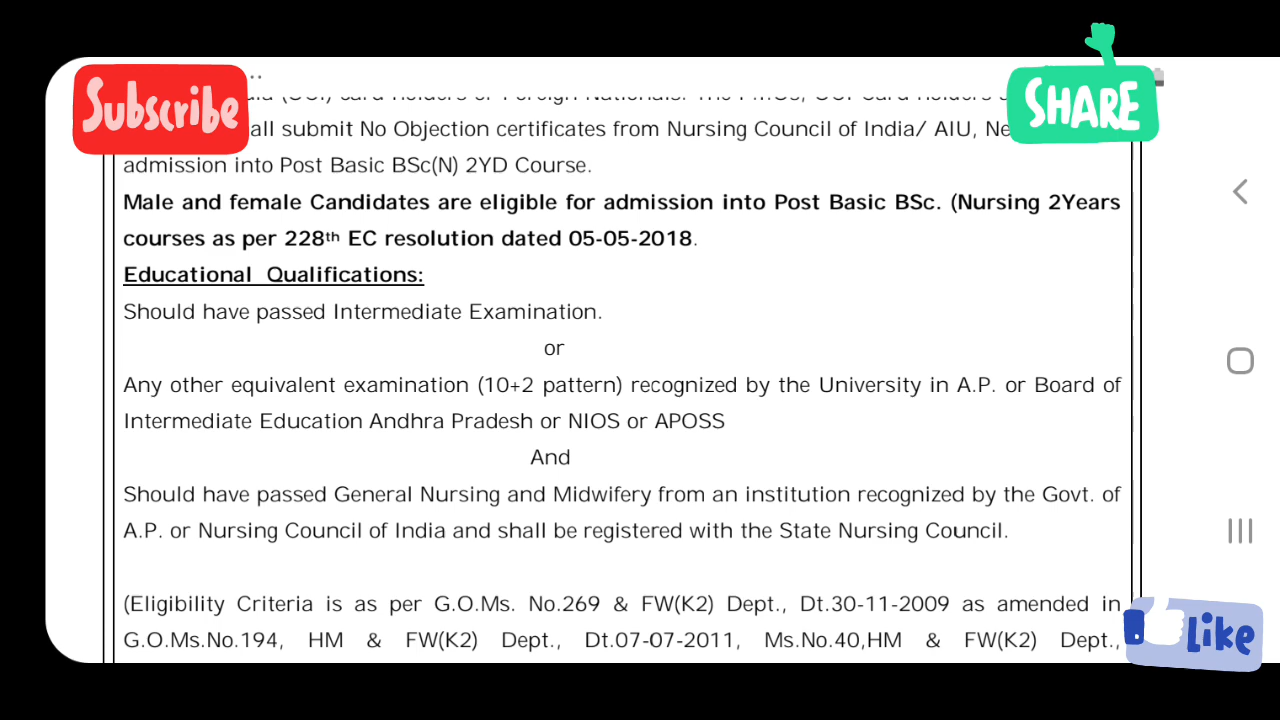 Subscribe
SHARE
all submit No Objection certificates from Nursing Council of India/ AIU,
admission into Post Basic BSc(N) 2YD Course.
Male and female Candidates are eligible for admission into Post Basic BSc. (Nursing 2Years
courses as per 228th EC resolution dated 05-05-2018.
Educational Qualifications:
Should have passed Intermediate Examination.
or
Any other equivalent examination (10+2 pattern) recognized by the University in A.P. or Board of
Intermediate Education Andhra Pradesh or NIOS or APOSS
And
Should have passed General Nursing and Midwifery from an institution recognized by the Govt. of
A.P. or Nursing Council of India and shall be registered with the State Nursing Council.
(Eligibility Criteria is as per G.O.Ms. No.269 & FW(K2) Dept., Dt.30-11-2009 as amended in
G.O.Ms.No.194, HM & FW(K2) Dept., Dt.07-07-2011, Ms.No.40,HM & FW(K2) Dept.,
Like